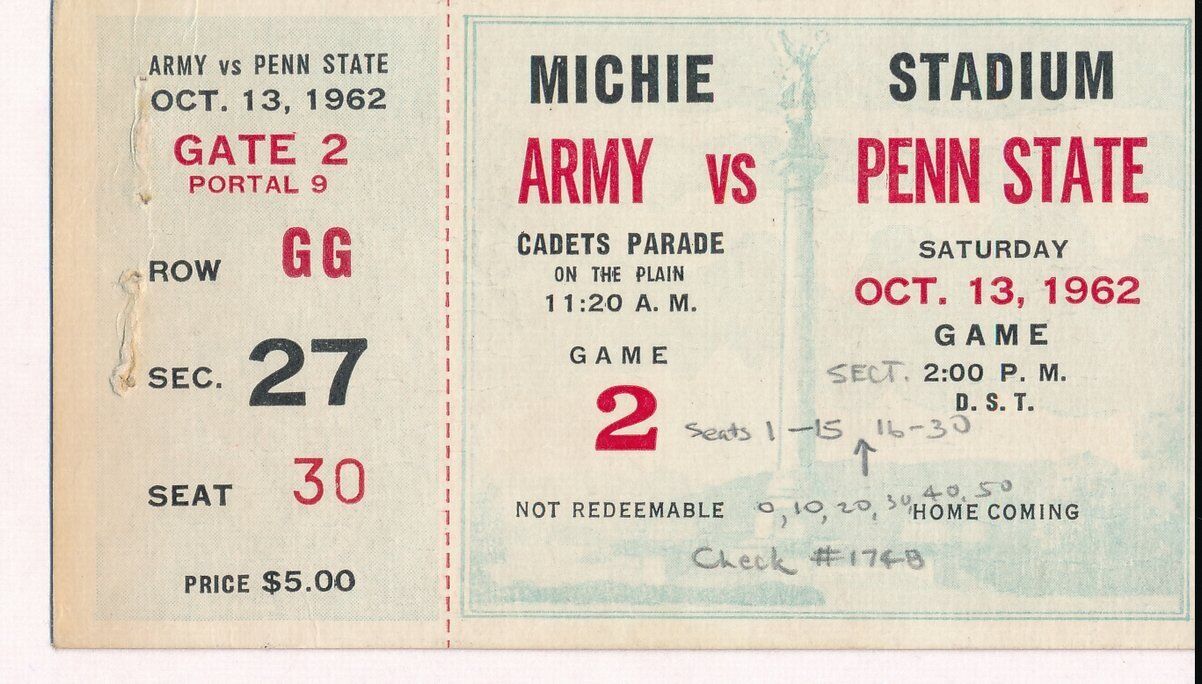 ARMY vs PENN STATE
OCT. 13, 1962
GATE 2
PORTAL 9
ROW GG
SEC. 27
SEAT 30
PRICE $5.00
MICHIE STADIUM
ARMY vs PENN STATE
CADETS PARADE
ON THE PLAIN
11:20 A. M.
GAME
2
SATURDAY
OCT. 13, 1962
GAME
SECT. 2:00 P. M.
D. S. T.
Seats 1-15 ↑ 16-30
NOT REDEEMABLE 0, 10, 20, 30, 40, 50 HOME COMING
Check #1748